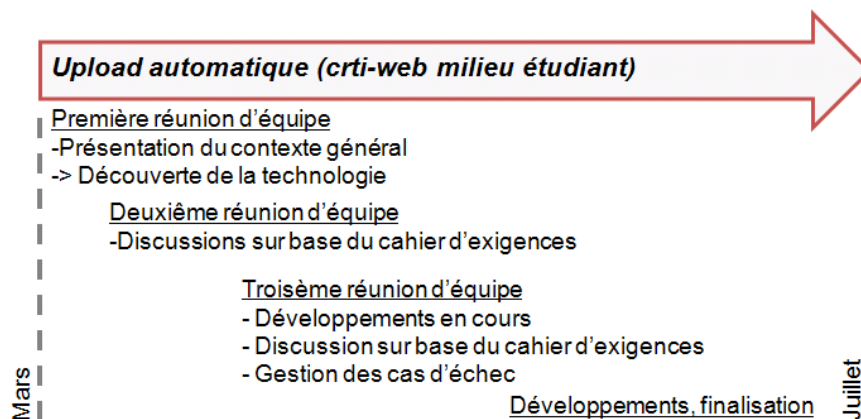 Upload automatique (crti-web milieu étudiant)
Première réunion d'équipe
-Présentation du contexte général
-> Découverte de la technologie
Deuxième réunion d'équipe
-Discussions sur base du cahier d'exigences
Troisème réunion d'équipe
- Développements en cours
- Discussion sur base du cahier d'exigences
- Gestion des cas d'échec
Développements, finalisation
Mars
Juillet